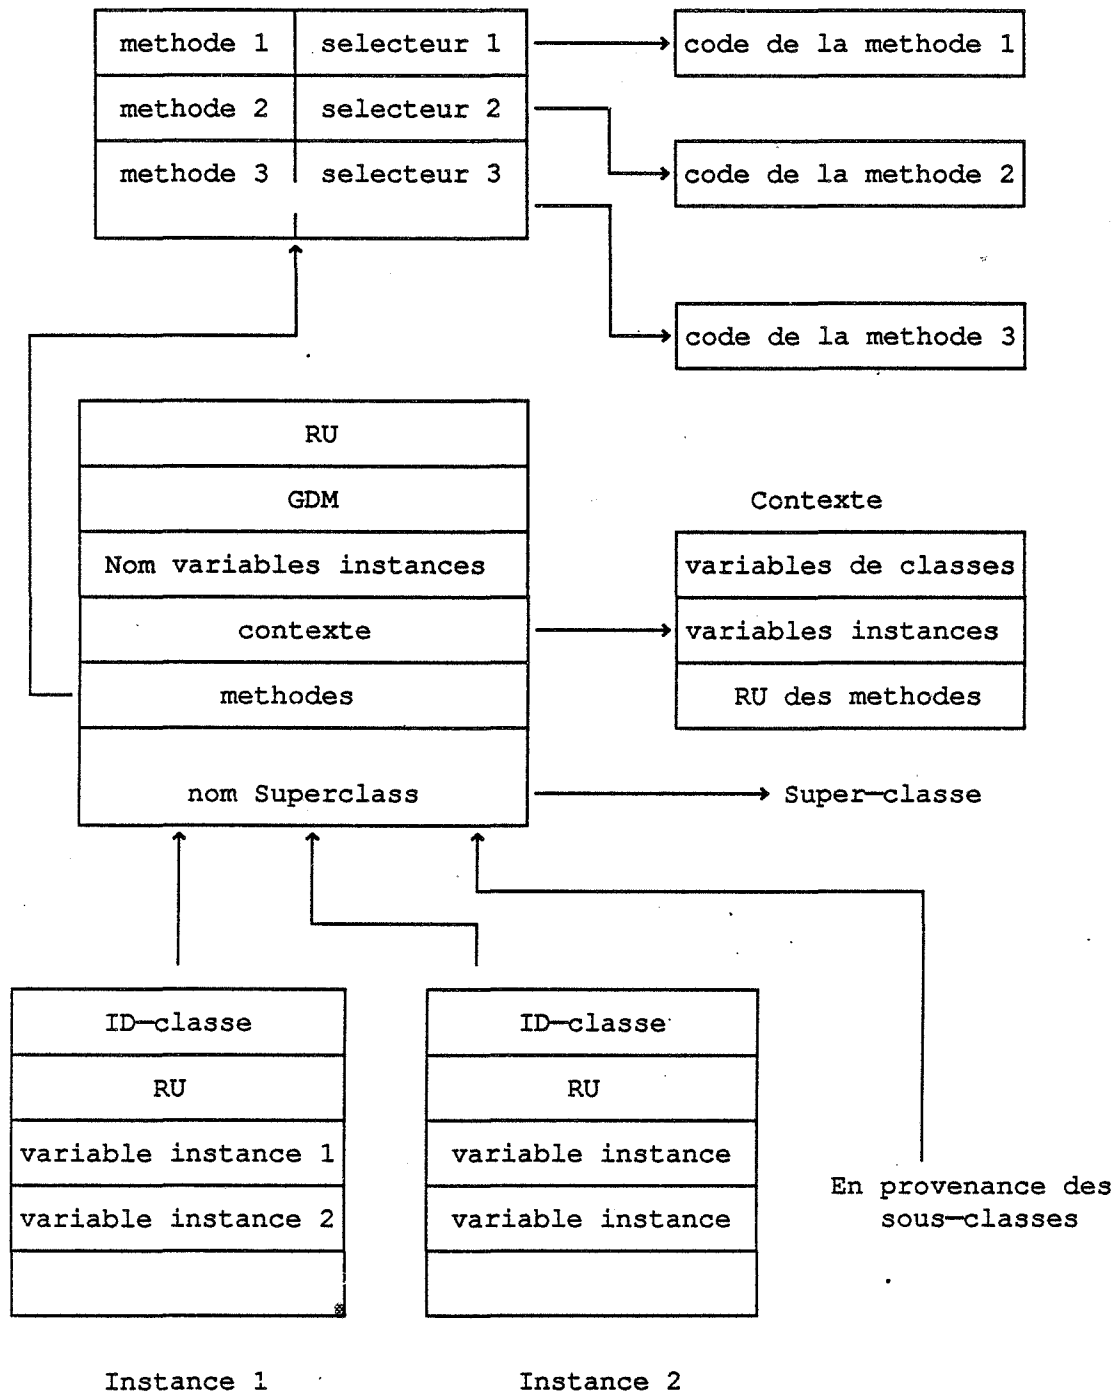 methode 1 selecteur 1 code de la methode 1
methode 2 selecteur 2
methode 3 selecteur 3 code de la methode 2
code de la methode 3
RU
GDM Contexte
Nom variables instances variables de classes
contexte variables instances
methodes RU des methodes
nom Superclass Super-classe
ID-classe ID-classe
RU RU
variable instance 1 variable instance
En provenance des
variable instance 2 variable instance sous-classes
Instance 1 Instance 2